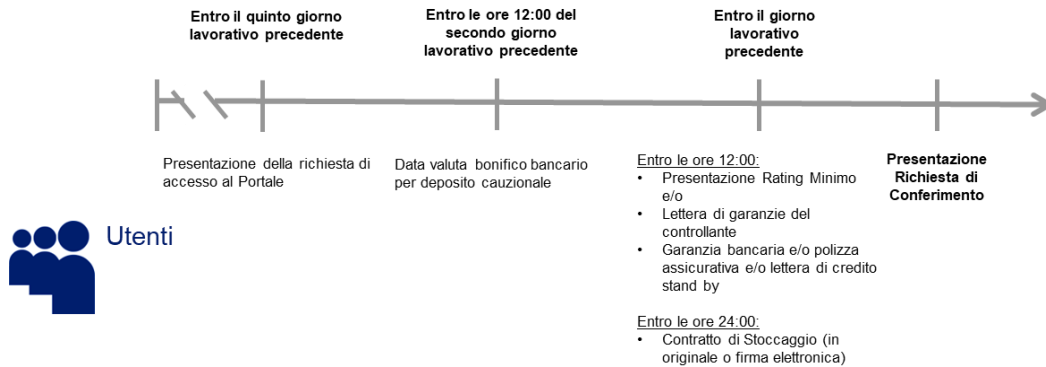 Entro il quinto giorno
lavorativo precedente
Entro le ore 12:00 del
secondo giorno
lavorativo precedente
Entro il giorno
lavorativo
precedente
Presentazione della richiesta di
accesso al Portale
Data valuta bonifico bancario
per deposito cauzionale
Entro le ore 12:00:
• Presentazione Rating Minimo
e/o
• Lettera di garanzie del
controllante
• Garanzia bancaria e/o polizza
assicurativa e/o lettera di credito
stand by
Entro le ore 24:00:
• Contratto di Stoccaggio (in
originale o firma elettronica)
Presentazione
Richiesta di
Conferimento
Utenti